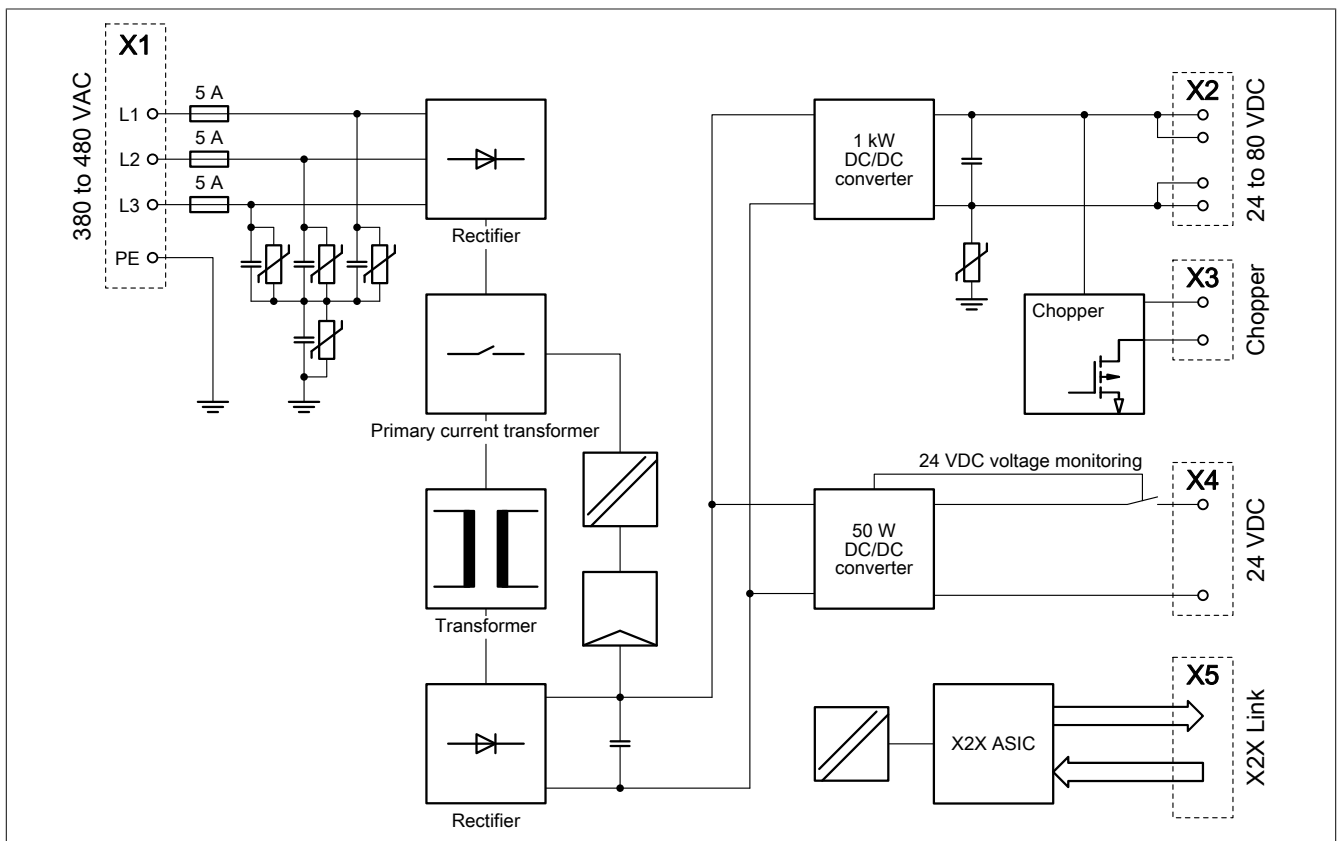 X1
380 to 480 VAC
5 A
L1
5 A
L2
5 A
L3
PE
Rectifier
Primary current transformer
Transformer
Rectifier
1 kW
DC/DC
converter
X2
24 to 80 VDC
X3
Chopper
Chopper
24 VDC voltage monitoring
50 W
DC/DC
converter
X4
24 VDC
X2X ASIC
X5
X2X Link